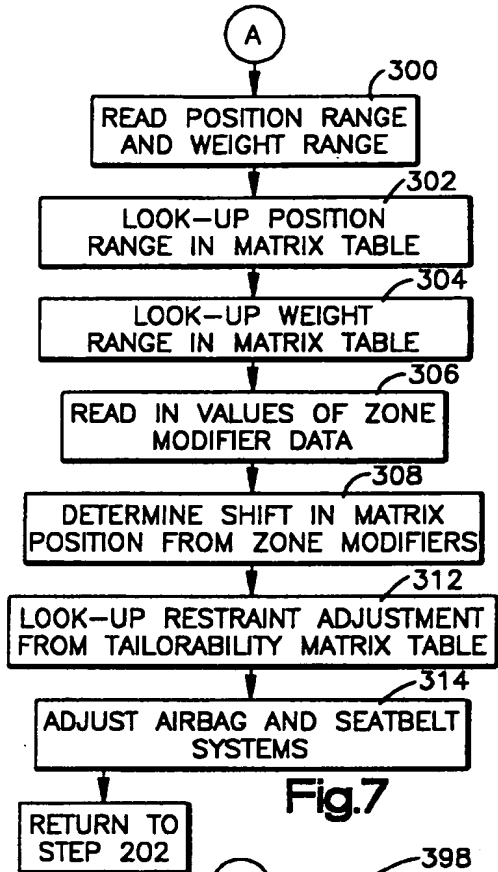 A
300
READ POSITION RANGE
AND WEIGHT RANGE
302
LOOK-UP POSITION
RANGE IN MATRIX TABLE
304
LOOK-UP WEIGHT
RANGE IN MATRIX TABLE
306
READ IN VALUES OF ZONE
MODIFIER DATA
308
DETERMINE SHIFT IN MATRIX
POSITION FROM ZONE MODIFIERS
312
LOOK-UP RESTRAINT ADJUSTMENT
FROM TAILORABILITY MATRIX TABLE
314
ADJUST AIRBAG AND SEATBELT
SYSTEMS
Fig.7
RETURN TO
STEP 202
398